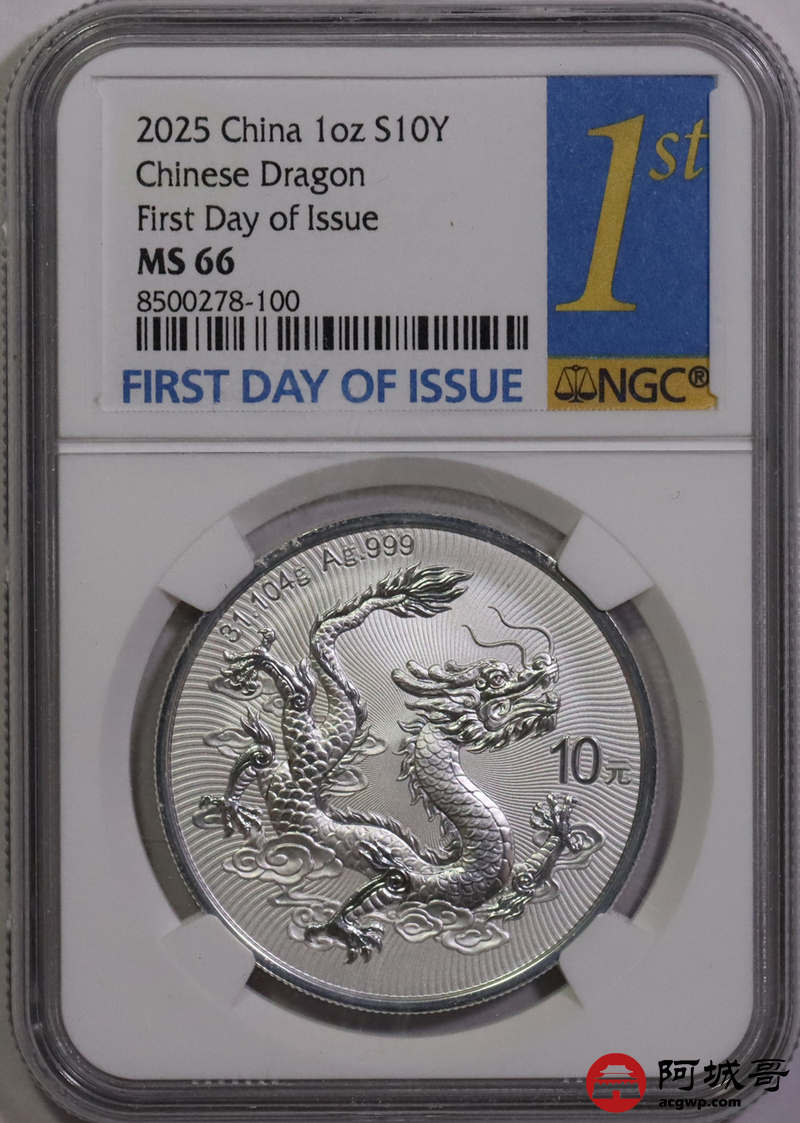 2025 China 1oz S10Y
Chinese Dragon
First Day of Issue
MS 66
8500278-100
FIRST DAY OF ISSUE
1st
NGC®
31.104g Ag.999
10元
阿城哥
acgwp.com